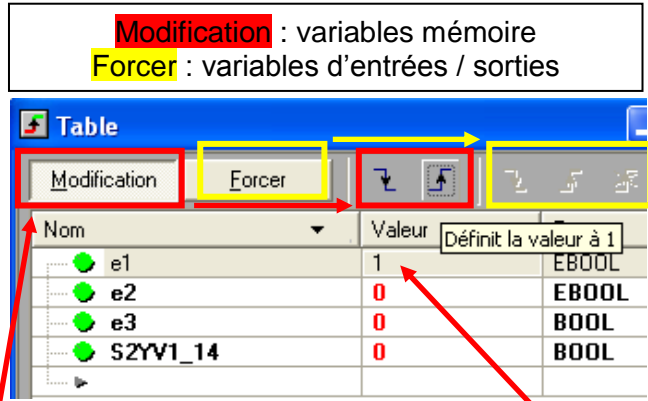 Modification : variables mémoire
Forcer : variables d'entrées / sorties
Table
Modification Forcer
Nom Valeur
Définit la valeur à 1
e1 1 EBOOL
e2 0 EBOOL
e3 0 BOOL
S2YV1_14 0 BOOL